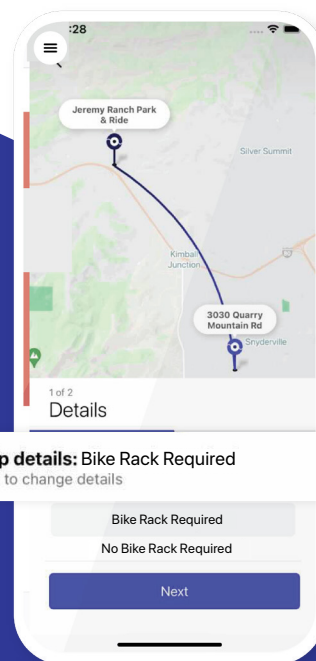 :28
Jeremy Ranch Park
& Ride
Silver Summit
Kimball
Junction
3030 Quarry
Mountain Rd
Snyderville
1 of 2
Details
p details: Bike Rack Required
to change details
Bike Rack Required
No Bike Rack Required
Next